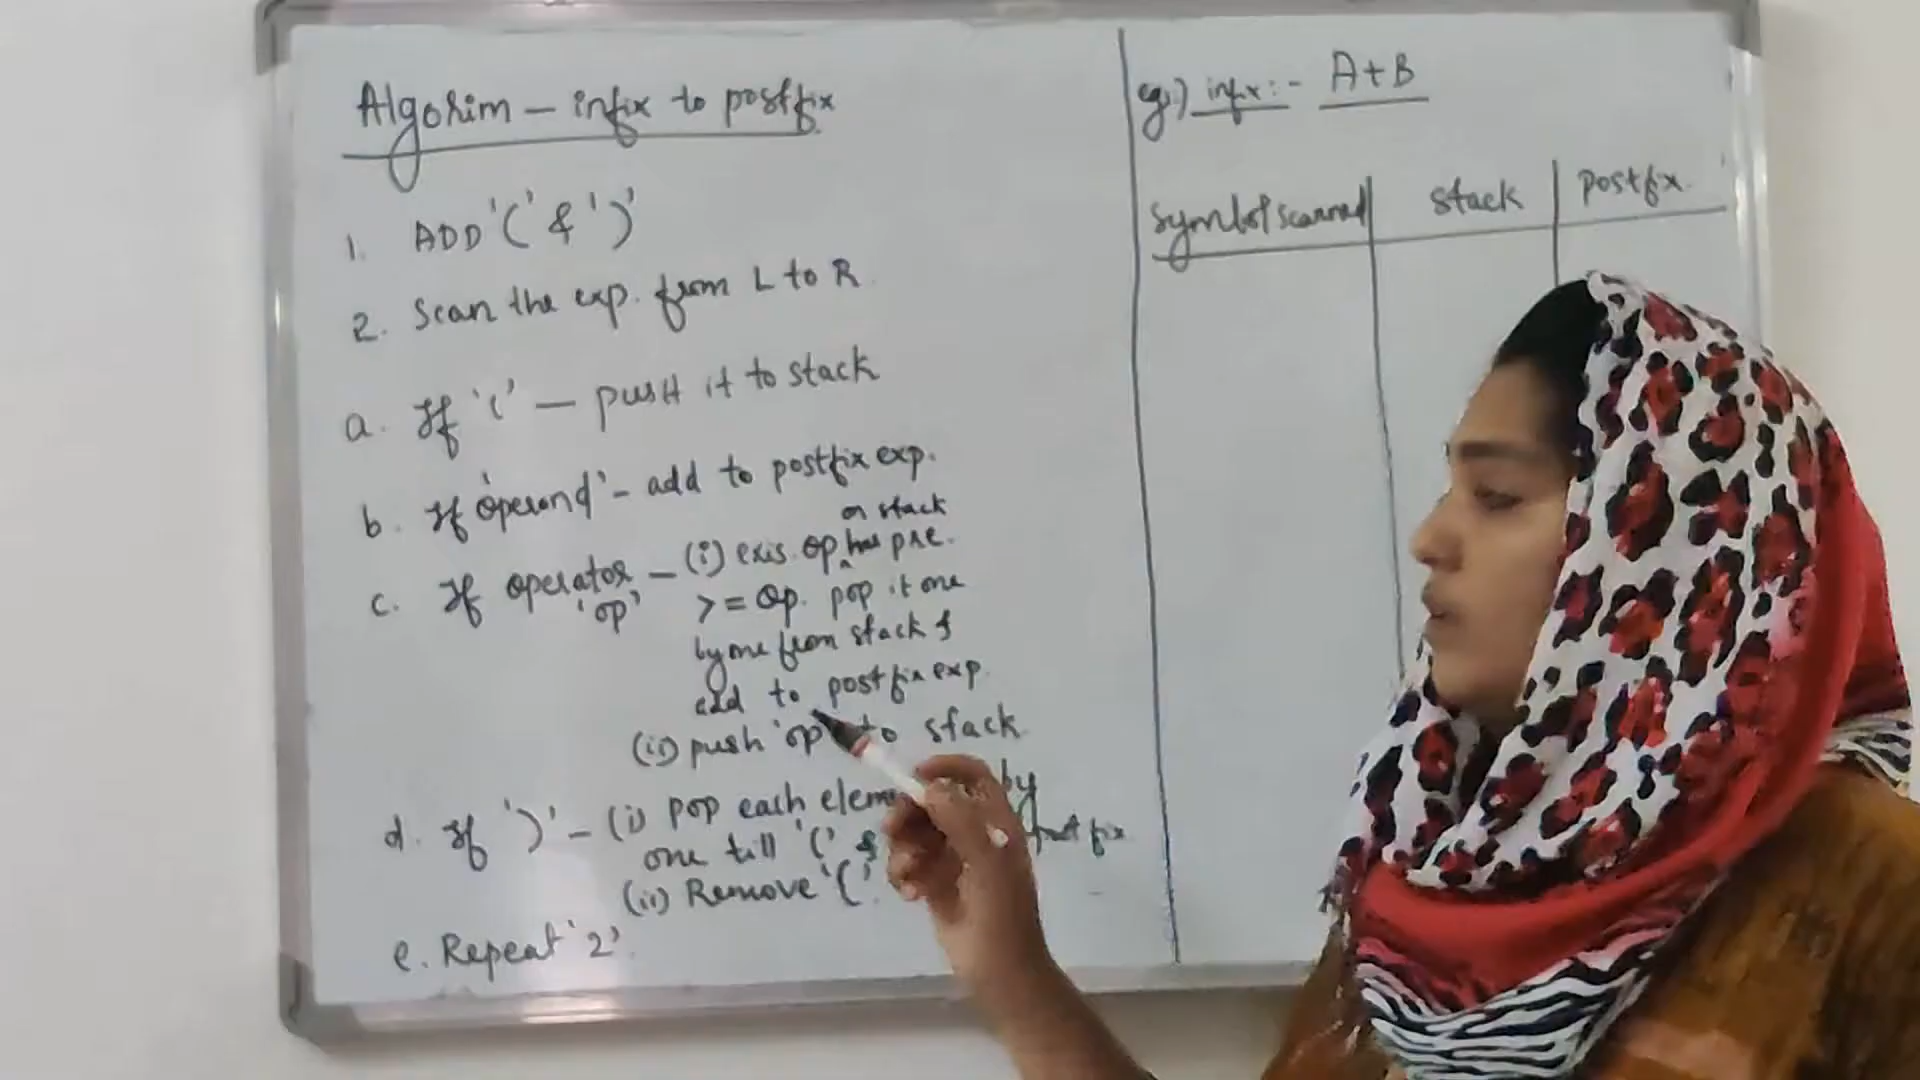 Algorim - infix to postfix
1. ADD '(' & ')'
2. Scan the exp. from L to R
a. If '(' - PUSH it to stack
b. If 'operand' - add to postfix exp.
on stack
c. If operator - (i) exis. op has pre.
'op' >= op. pop it one
by one from stack &
add to postfix exp.
(ii) push 'op' to stack
d. If ')' - (i) pop each elem by
one till '(' & postfix
(ii) Remove '('.
e. Repeat '2'.
eg:) infix:- A+B
symbol scanned stack postfix.